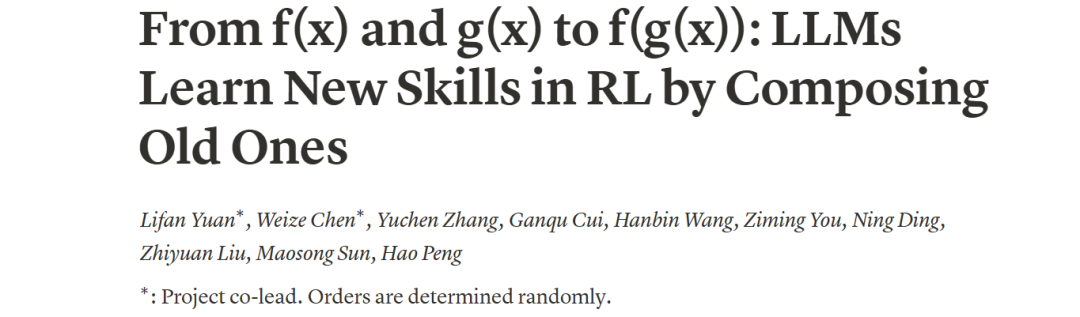 From f(x) and g(x) to f(g(x)): LLMs
Learn New Skills in RL by Composing
Old Ones
Lifan Yuan*, Weize Chen*, Yuchen Zhang, Ganqu Cui, Hanbin Wang, Ziming You, Ning Ding,
Zhiyuan Liu, Maosong Sun, Hao Peng
*: Project co-lead. Orders are determined randomly.